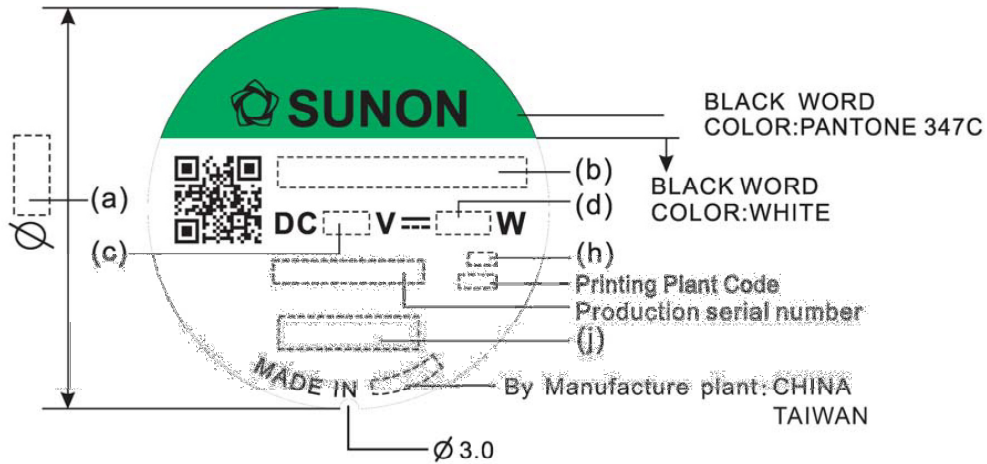 SUNON
BLACK WORD
COLOR:PANTONE 347C
(a)
(b)
BLACK WORD
COLOR:WHITE
(d)
DC V W
(c)
(h)
Printing Plant Code
Production serial number
(j)
MADE IN
By Manufacture plant: CHINA
TAIWAN
Ø
Ø 3.0